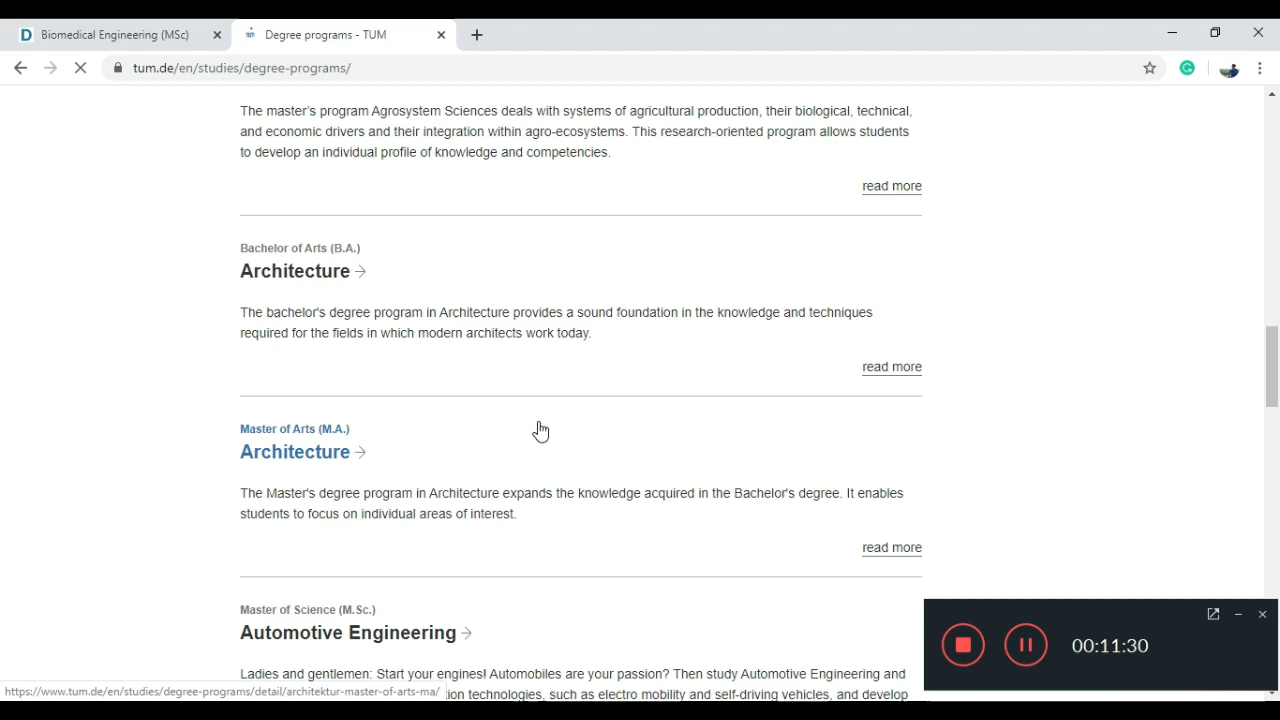 Biomedical Engineering (MSc)
Degree programs - TUM
tum.de/en/studies/degree-programs/
The master's program Agrosystem Sciences deals with systems of agricultural production, their biological, technical,
and economic drivers and their integration within agro-ecosystems. This research-oriented program allows students
to develop an individual profile of knowledge and competencies.
read more
Bachelor of Arts (B.A.)
Architecture
The bachelor's degree program in Architecture provides a sound foundation in the knowledge and techniques
required for the fields in which modern architects work today.
read more
Master of Arts (M.A.)
Architecture
The Master's degree program in Architecture expands the knowledge acquired in the Bachelor's degree. It enables
students to focus on individual areas of interest.
read more
Master of Science (M.Sc.)
Automotive Engineering
00:11:30
Ladies and gentlemen: Start your engines! Automobiles are your passion? Then study Automotive Engineering and
https://www.tum.de/en/studies/degree-programs/detail/architektur-master-of-arts-ma/
ion technologies, such as electro mobility and self-driving vehicles, and develop